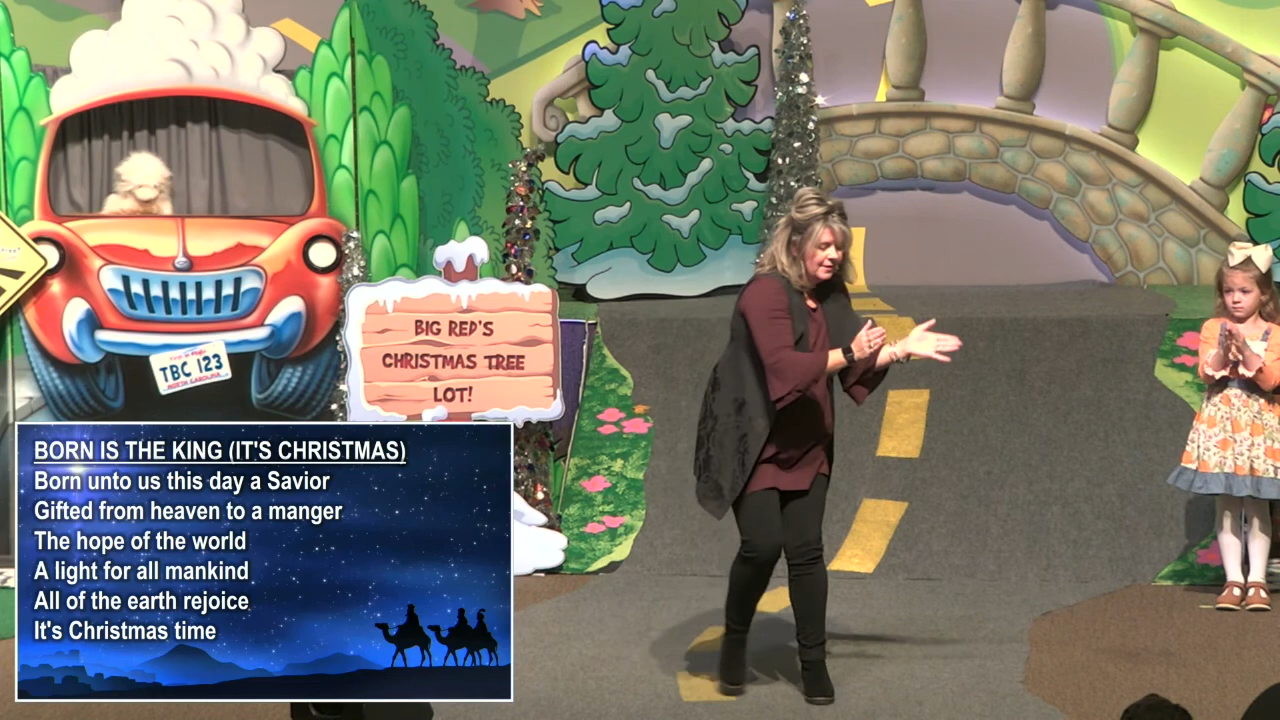 BIG RED'S
CHRISTMAS TREE
LOT!
TBC 123
NORTH CAROLINA
BORN IS THE KING (IT'S CHRISTMAS)
Born unto us this day a Savior
Gifted from heaven to a manger
The hope of the world
A light for all mankind
All of the earth rejoice
It's Christmas time